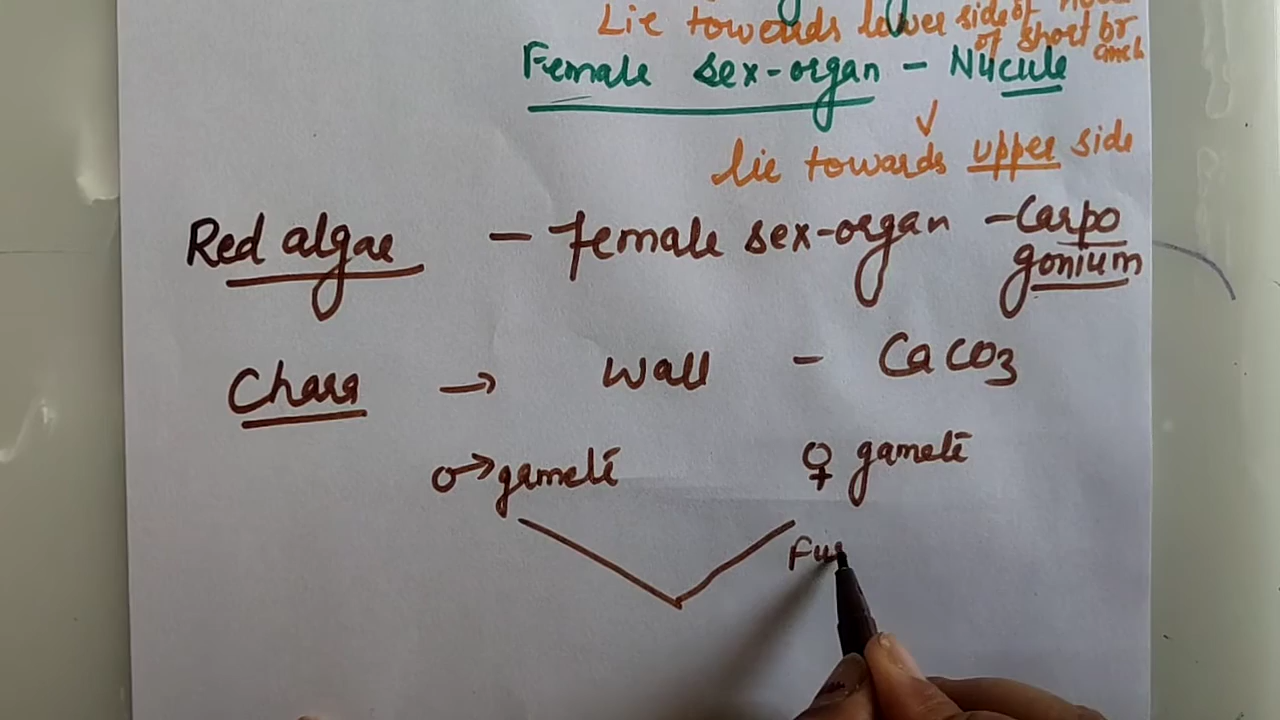 Lie towards lower side of
of short br
anch
Female sex-organ - Nucule
lie towards upper side
Red algae - female sex-organ - Carpo
gonium
Chara → Wall - CaCO3
♂ gamete ♀ gamete
Fus